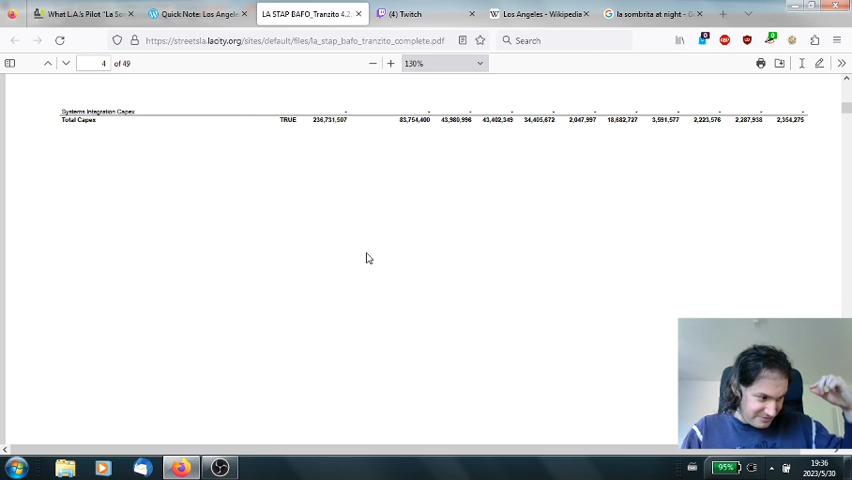 What L.A.'s Pilot "La So
Quick Note: Los Angele
LA STAP BAFO_Tranzito 4.2.
(4) Twitch
Los Angeles - Wikipedia
la sombrita at night - G
https://streetsla.lacity.org/sites/default/files/la_stap_bafo_tranzito_complete.pdf
Search
0
0
4 of 49
130%
Systems Integration Capex - - - - - - - - - - -
Total Capex TRUE 236,731,507 83,754,400 43,980,996 43,402,349 34,405,672 2,047,997 18,682,727 3,591,577 2,223,576 2,287,938 2,354,275
95%
19:36
2023/5/30